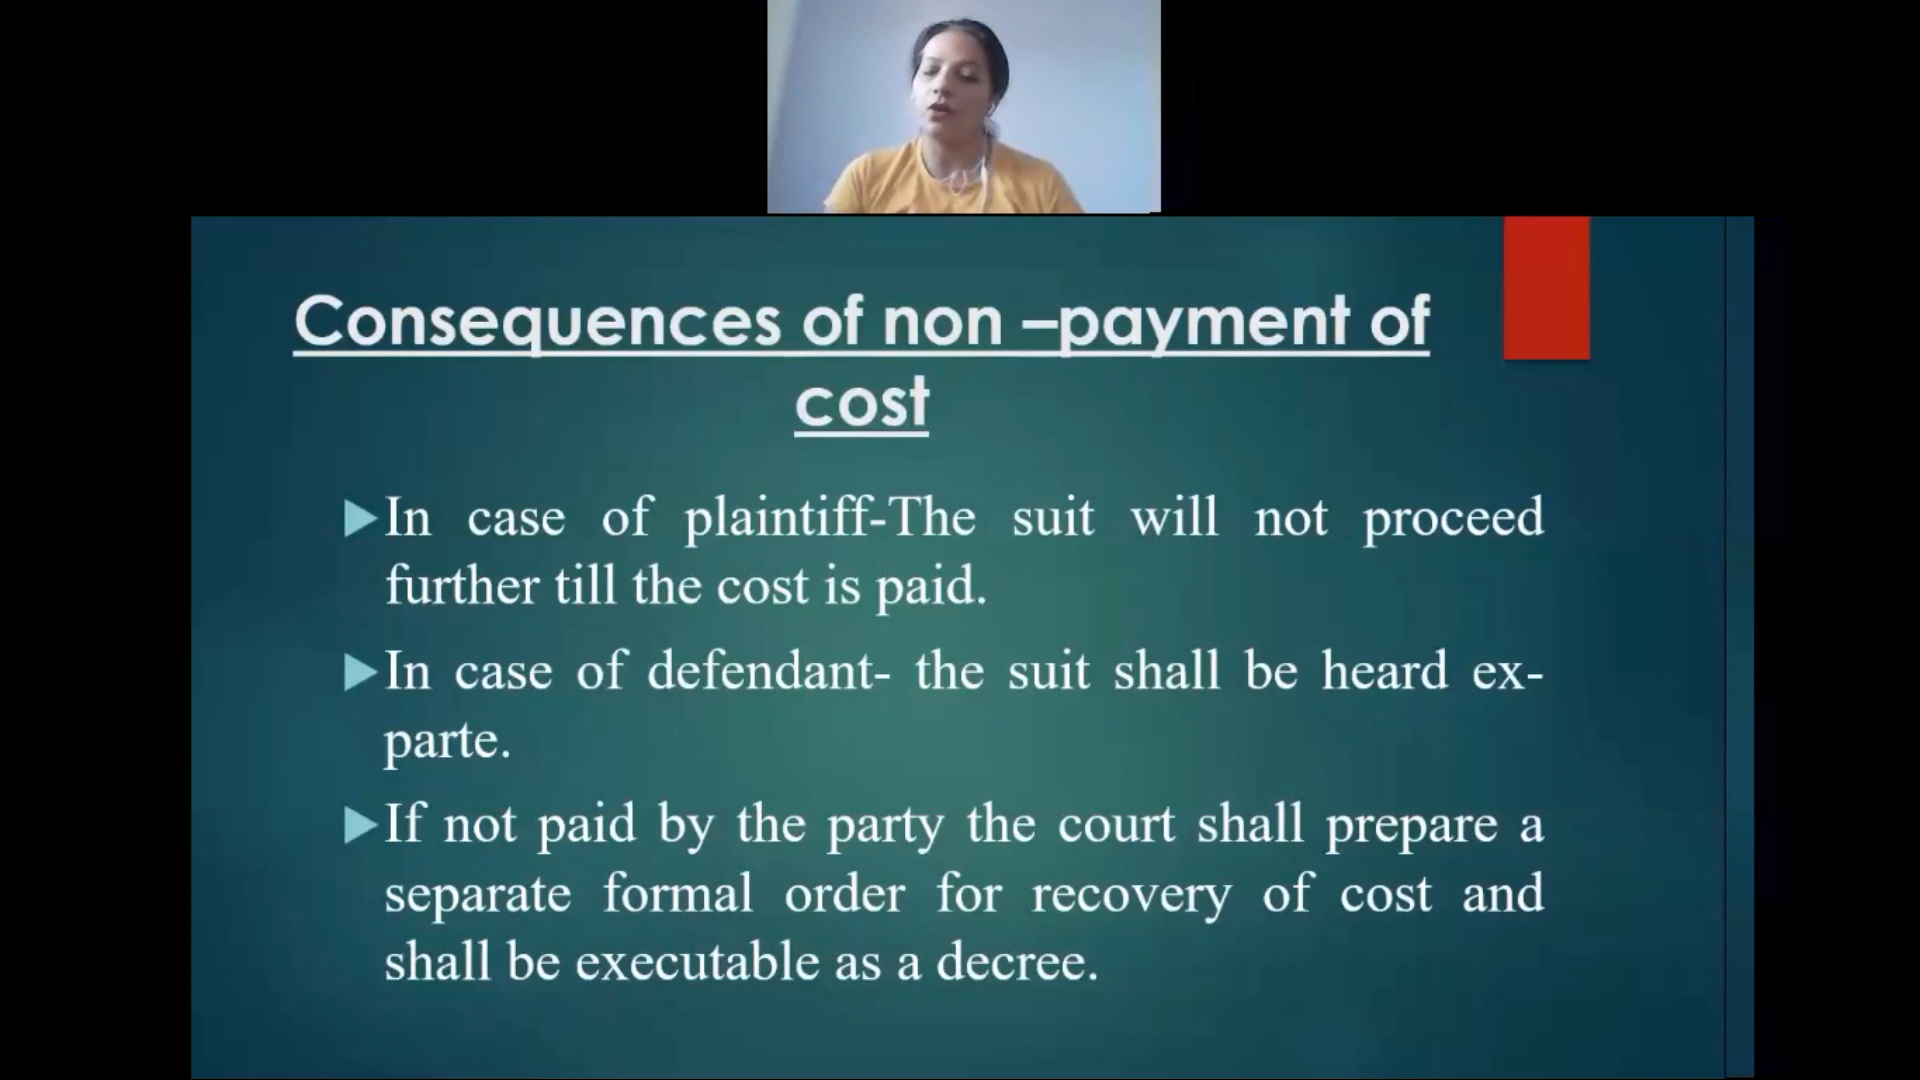 Consequences of non –payment of
cost
In case of plaintiff-The suit will not proceed
further till the cost is paid.
In case of defendant- the suit shall be heard ex-
parte.
If not paid by the party the court shall prepare a
separate formal order for recovery of cost and
shall be executable as a decree.